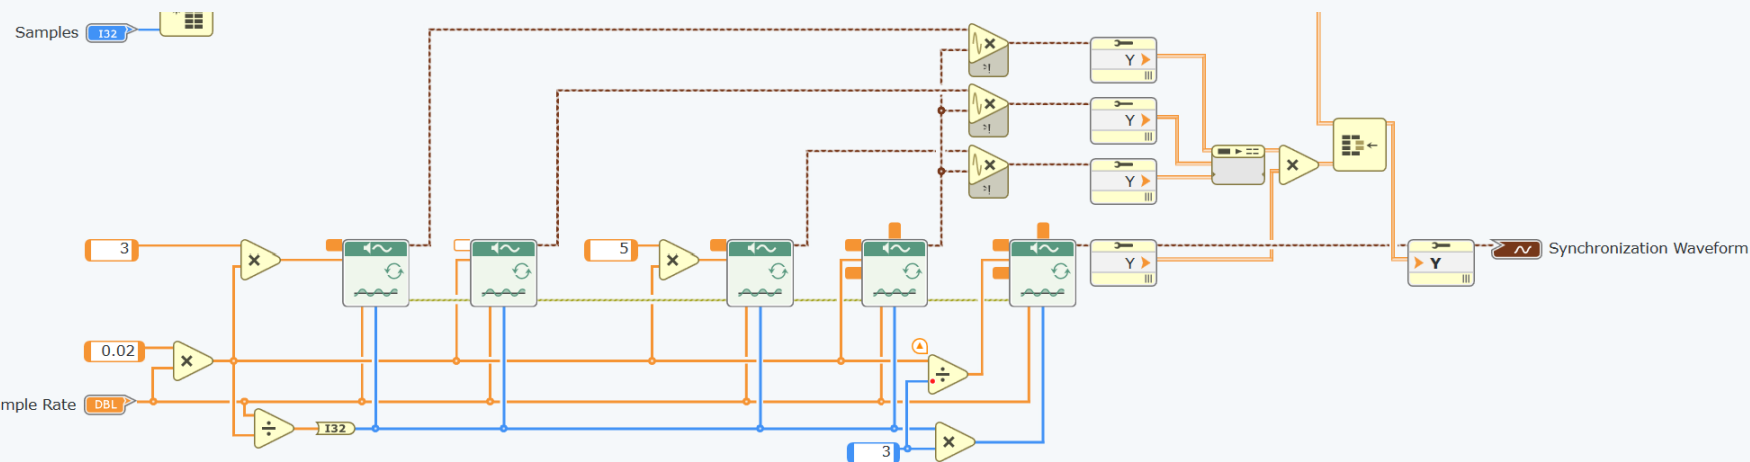 Samples
I32
Y
Y
Y
3
5
Y
Y
Synchronization Waveform
0.02
mple Rate
DBL
I32
3